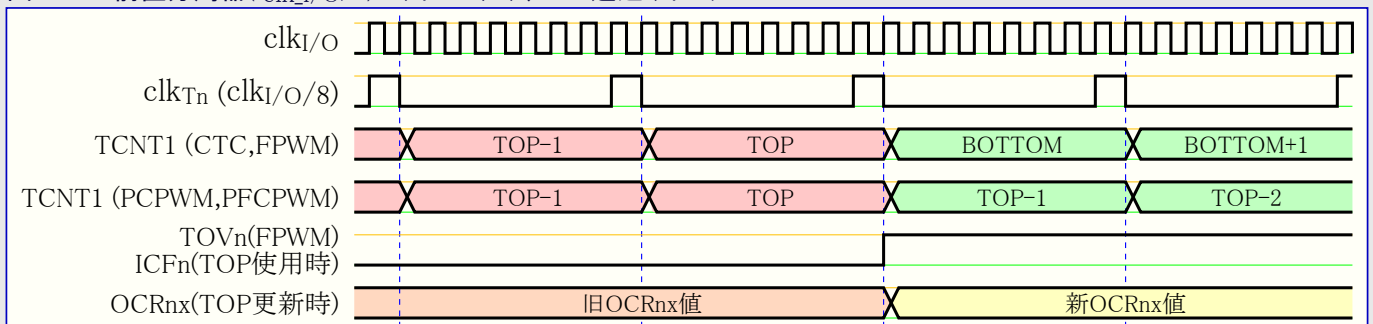 clkI/O
clkTn (clkI/O/8)
TCNT1 (CTC,FPWM) TOP-1 TOP BOTTOM BOTTOM+1
TCNT1 (PCPWM,PFCPWM) TOP-1 TOP TOP-1 TOP-2
TOVn(FPWM)
ICFn(TOP使用時)
OCRnx(TOP更新時) 旧OCRnx値 新OCRnx値